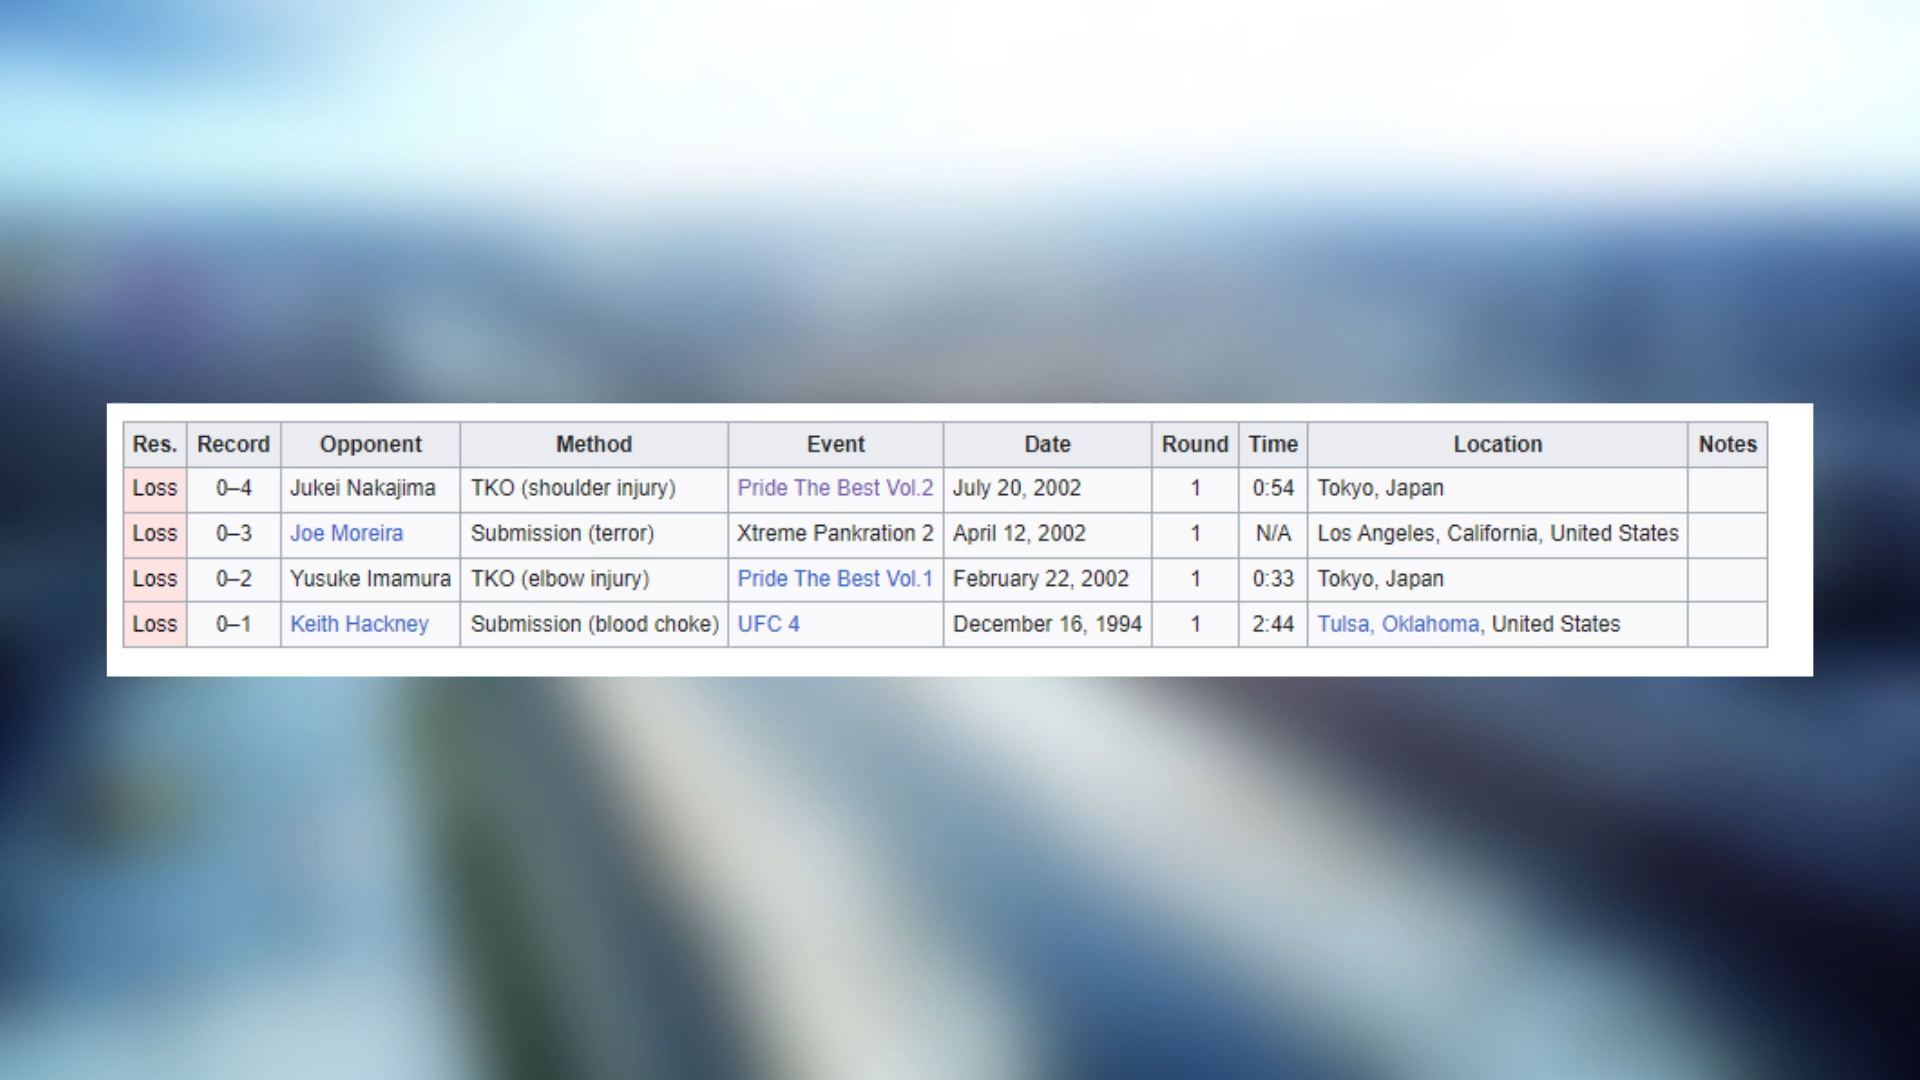 Res. Record Opponent Method Event Date Round Time Location Notes
Loss 0–4 Jukei Nakajima TKO (shoulder injury) Pride The Best Vol.2 July 20, 2002 1 0:54 Tokyo, Japan
Loss 0–3 Joe Moreira Submission (terror) Xtreme Pankration 2 April 12, 2002 1 N/A Los Angeles, California, United States
Loss 0–2 Yusuke Imamura TKO (elbow injury) Pride The Best Vol.1 February 22, 2002 1 0:33 Tokyo, Japan
Loss 0–1 Keith Hackney Submission (blood choke) UFC 4 December 16, 1994 1 2:44 Tulsa, Oklahoma, United States